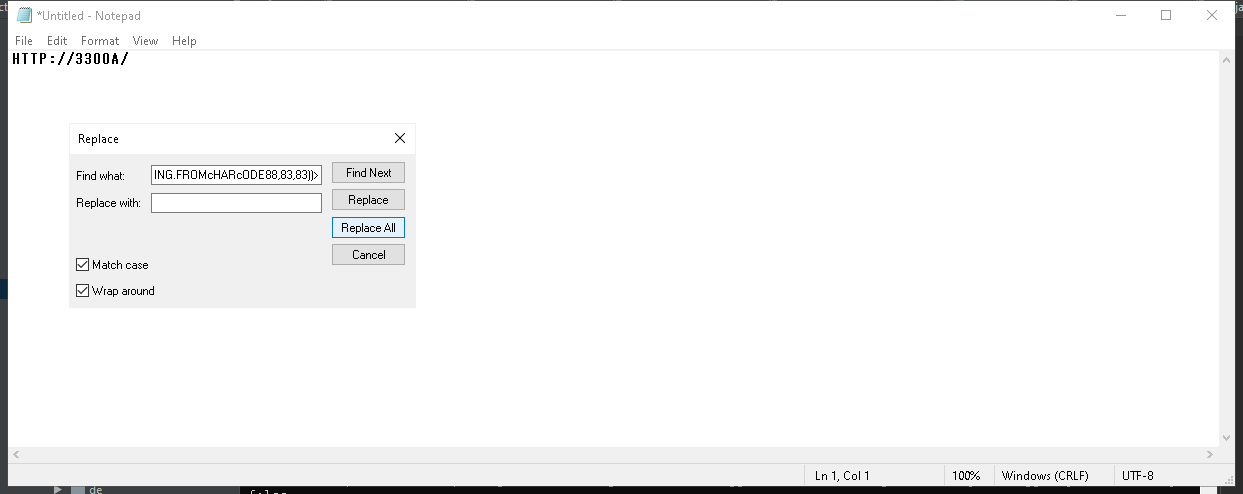 *Untitled - Notepad
File Edit Format View Help
HTTP://3300A/
Replace
Find what: ING.FROMcHARcODE88,83,83))> Find Next
Replace with: Replace
Replace All
Cancel
Match case
Wrap around
Ln 1, Col 1 100% Windows (CRLF) UTF-8
de